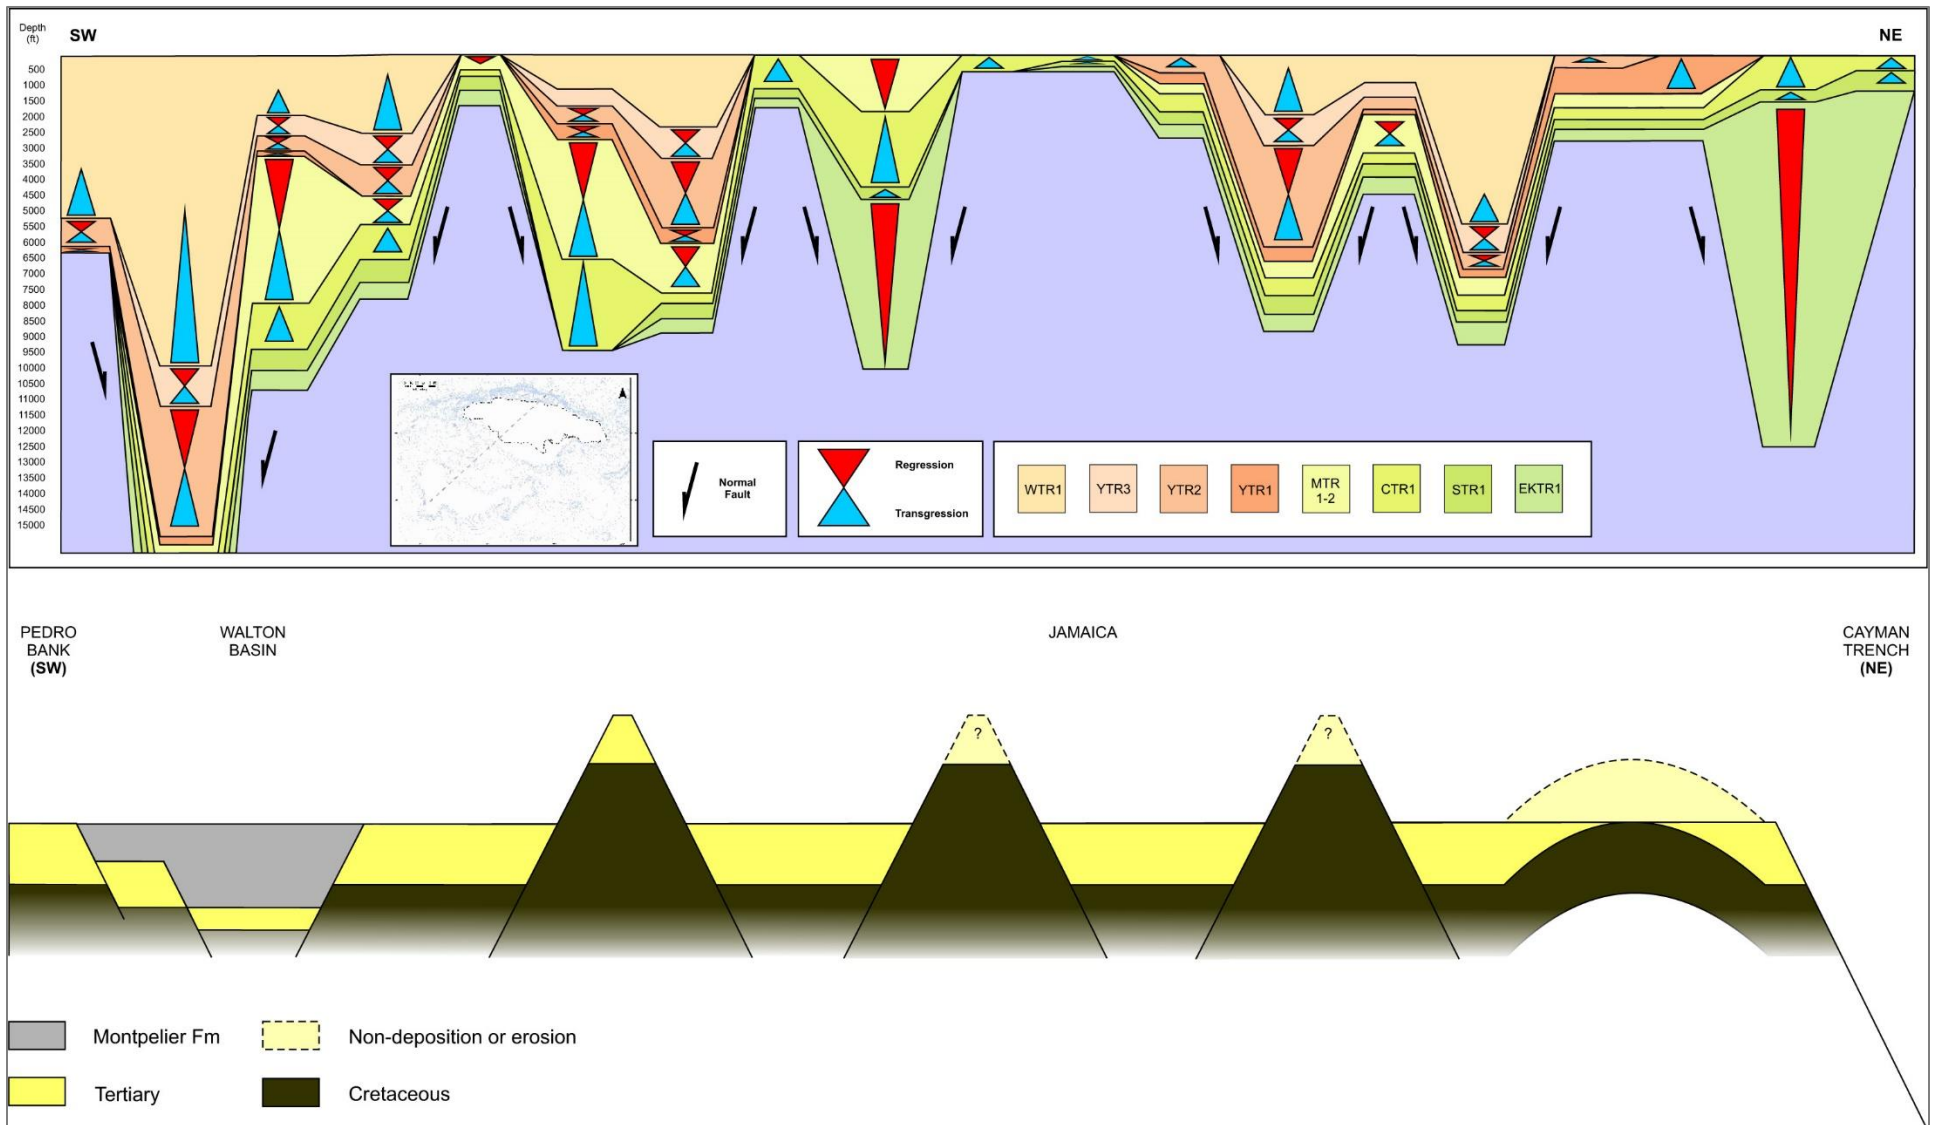 Depth
(ft)
SW
NE
500
1000
1500
2000
2500
3000
3500
4000
4500
5000
5500
6000
6500
7000
7500
8000
8500
9000
9500
10000
10500
11000
11500
12000
12500
13000
13500
14000
14500
15000
Normal
Fault
Regression
Transgression
WTR1
YTR3
YTR2
YTR1
MTR
1-2
CTR1
STR1
EKTR1
PEDRO
BANK
(SW)
WALTON
BASIN
JAMAICA
CAYMAN
TRENCH
(NE)
?
?
Montpelier Fm
Non-deposition or erosion
Tertiary
Cretaceous